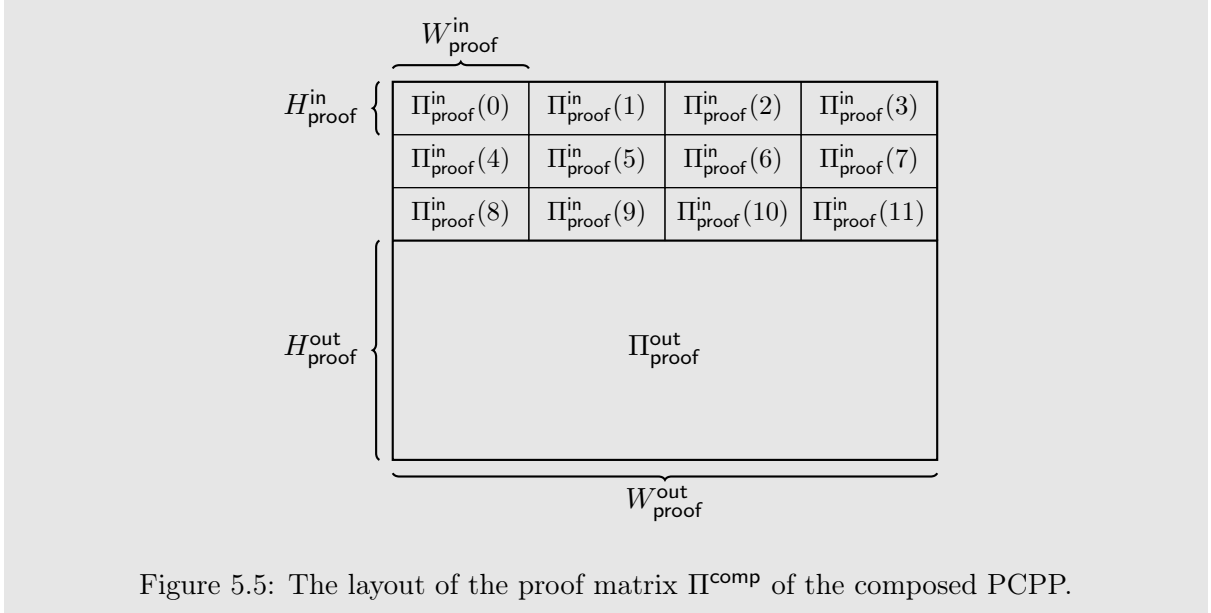 W^in_proof
H^in_proof { Π^in_proof(0) Π^in_proof(1) Π^in_proof(2) Π^in_proof(3)
Π^in_proof(4) Π^in_proof(5) Π^in_proof(6) Π^in_proof(7)
Π^in_proof(8) Π^in_proof(9) Π^in_proof(10) Π^in_proof(11)
H^out_proof { Π^out_proof
W^out_proof
Figure 5.5: The layout of the proof matrix Π^comp of the composed PCPP.